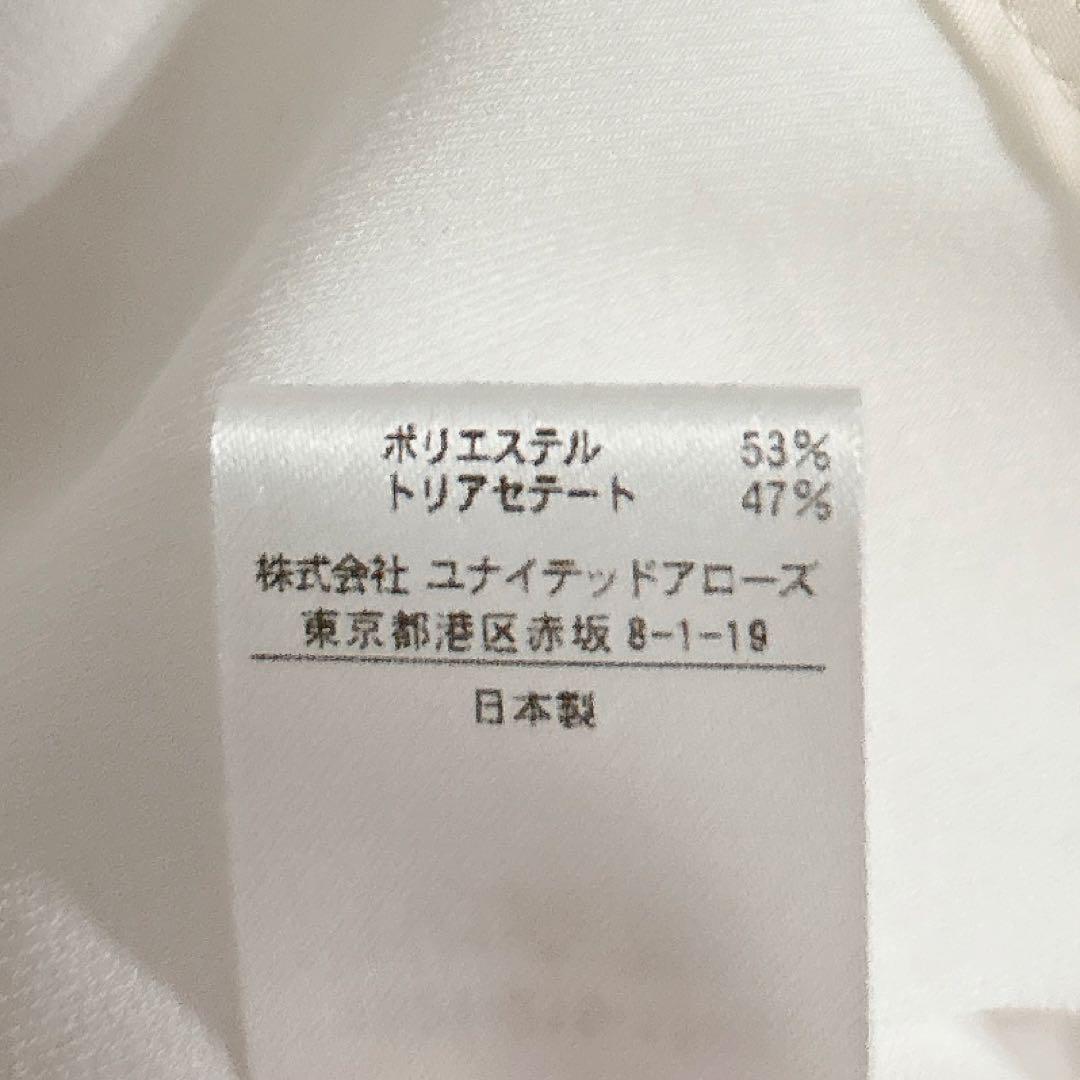 ポリエステル 53%
トリアセテート 47%
株式会社 ユナイテッドアローズ
東京都港区赤坂 8-1-19
日本製